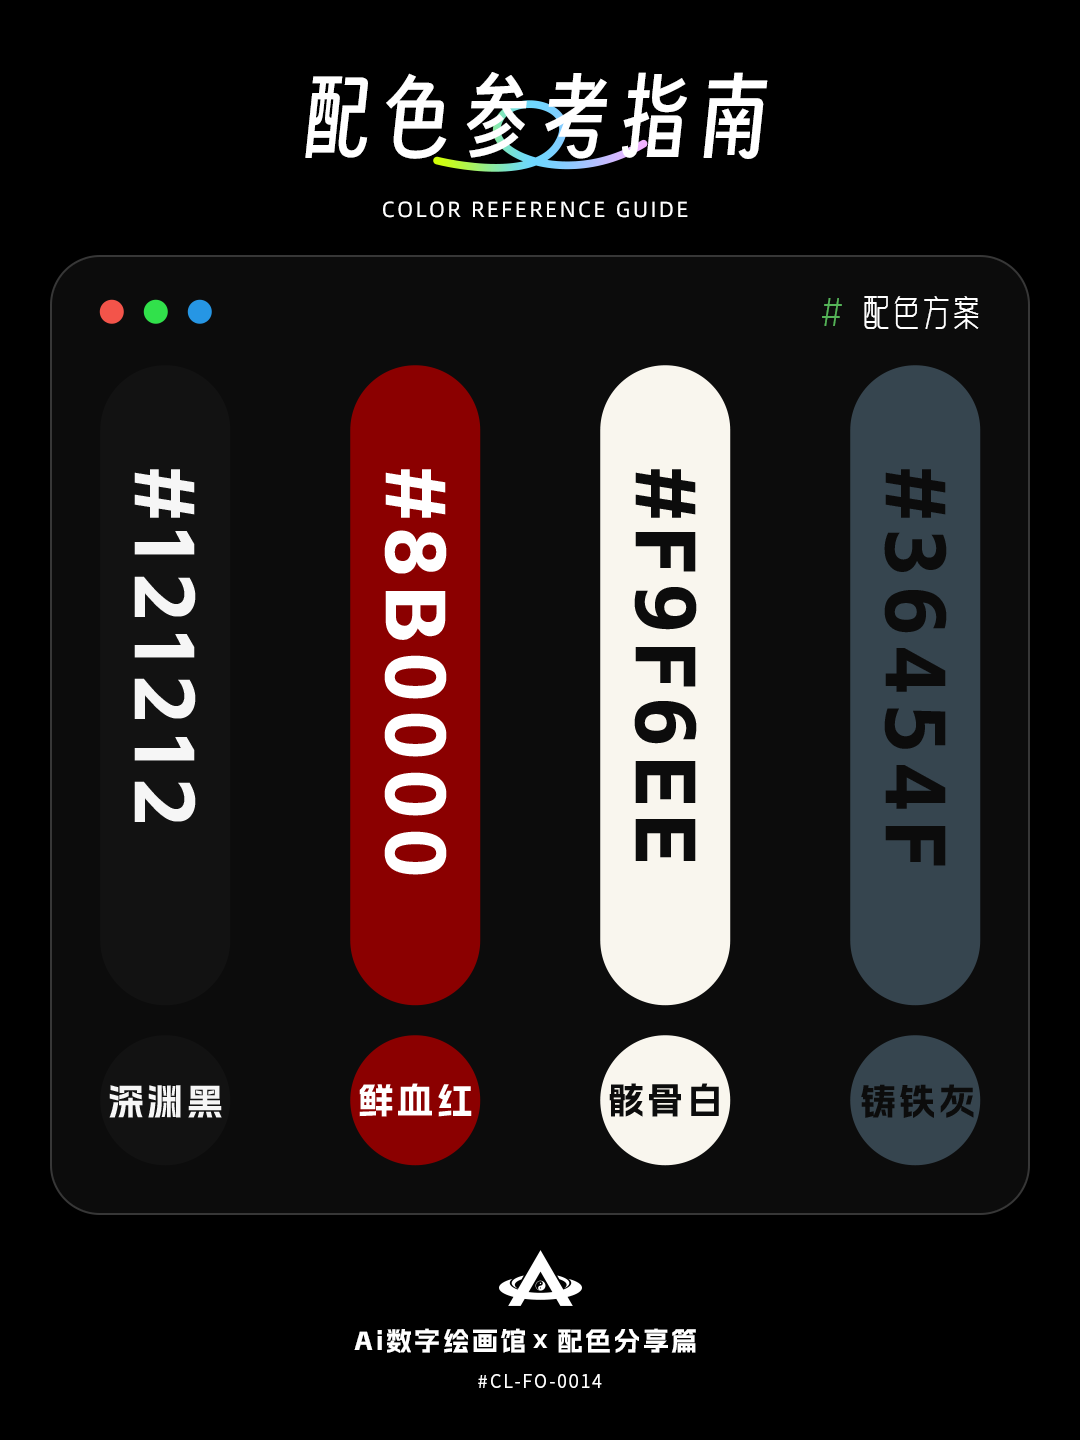 配色参考指南
COLOR REFERENCE GUIDE
# 配色方案
#121212
#8B0000
#F9F6EE
#36454F
深渊黑
鲜血红
骸骨白
铸铁灰
Ai数字绘画馆 x 配色分享篇
#CL-FO-0014